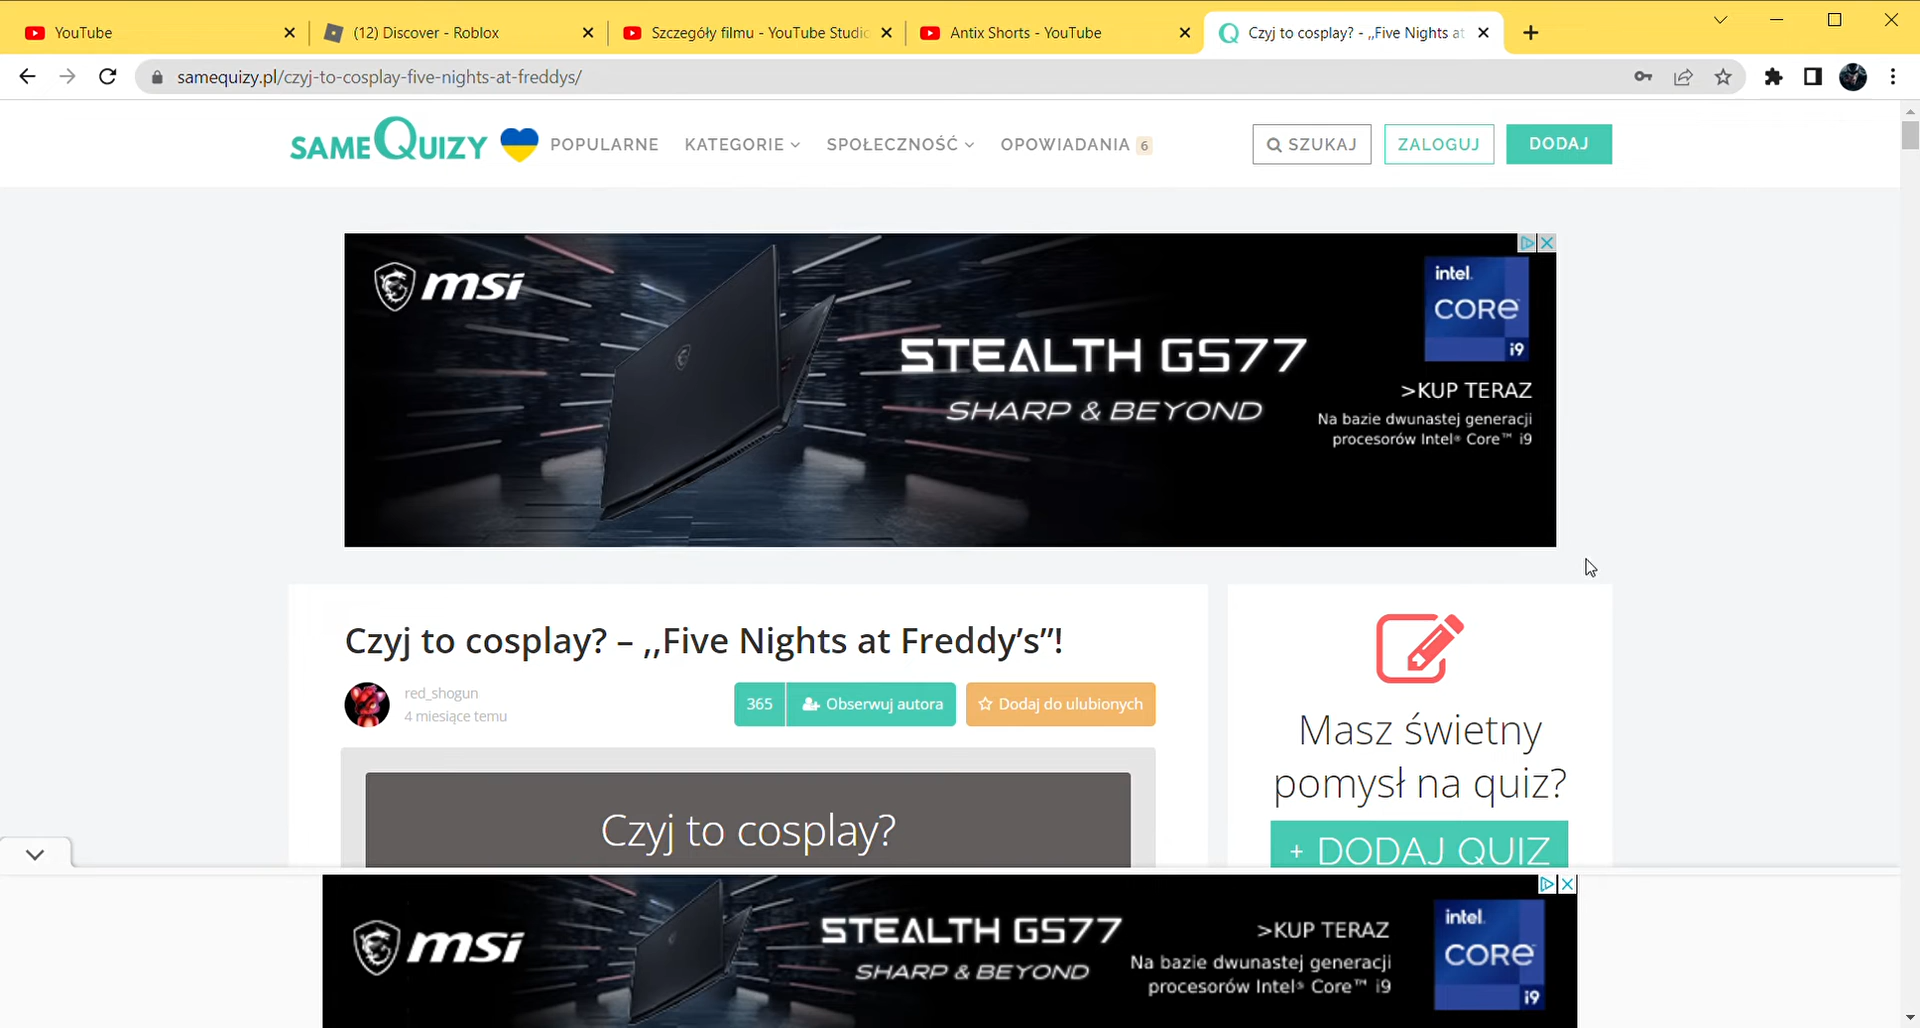 YouTube
(12) Discover - Roblox
Szczegóły filmu - YouTube Studio
Antix Shorts - YouTube
Czyj to cosplay? - „Five Nights at
samequizy.pl/czyj-to-cosplay-five-nights-at-freddys/
SAMEQUIZY
POPULARNE
KATEGORIE
SPOŁECZNOŚĆ
OPOWIADANIA 6
SZUKAJ
ZALOGUJ
DODAJ
msi
STEALTH GS77
SHARP & BEYOND
intel.
CORE™
i9
>KUP TERAZ
Na bazie dwunastej generacji
procesorów Intel® Core™ i9
Czyj to cosplay? – ,,Five Nights at Freddy’s”!
red_shogun
4 miesiące temu
365
Obserwuj autora
Dodaj do ulubionych
Czyj to cosplay?
Masz świetny
pomysł na quiz?
+ DODAJ QUIZ
msi
STEALTH GS77
SHARP & BEYOND
>KUP TERAZ
Na bazie dwunastej generacji
procesorów Intel® Core™ i9
intel.
CORE™
i9